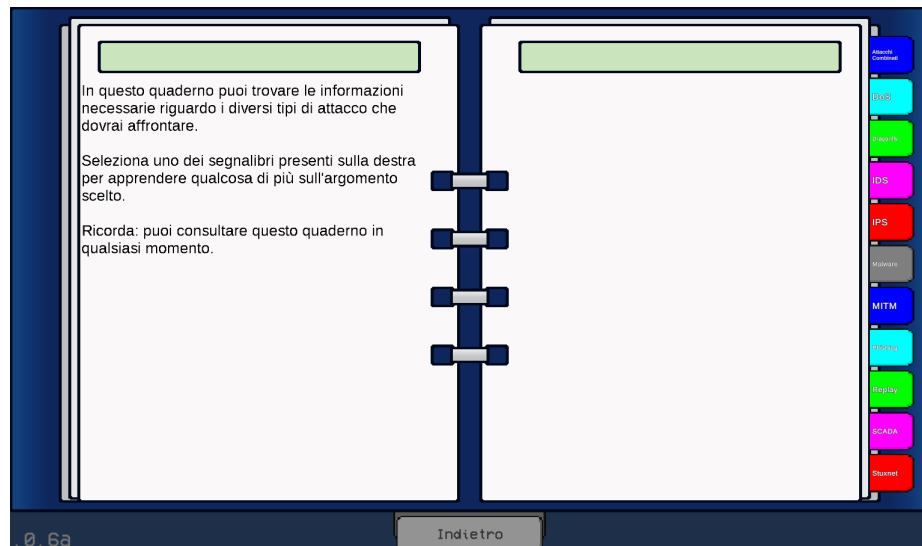 In questo quaderno puoi trovare le informazioni
necessarie riguardo i diversi tipi di attacco che
dovrai affrontare.
Seleziona uno dei segnalibri presenti sulla destra
per apprendere qualcosa di più sull'argomento
scelto.
Ricorda: puoi consultare questo quaderno in
qualsiasi momento.
Attacchi
Combinati
DoS
Dragonfly
IDS
IPS
Malware
MITM
Phishing
Replay
SCADA
Stuxnet
Indietro
.0.6a